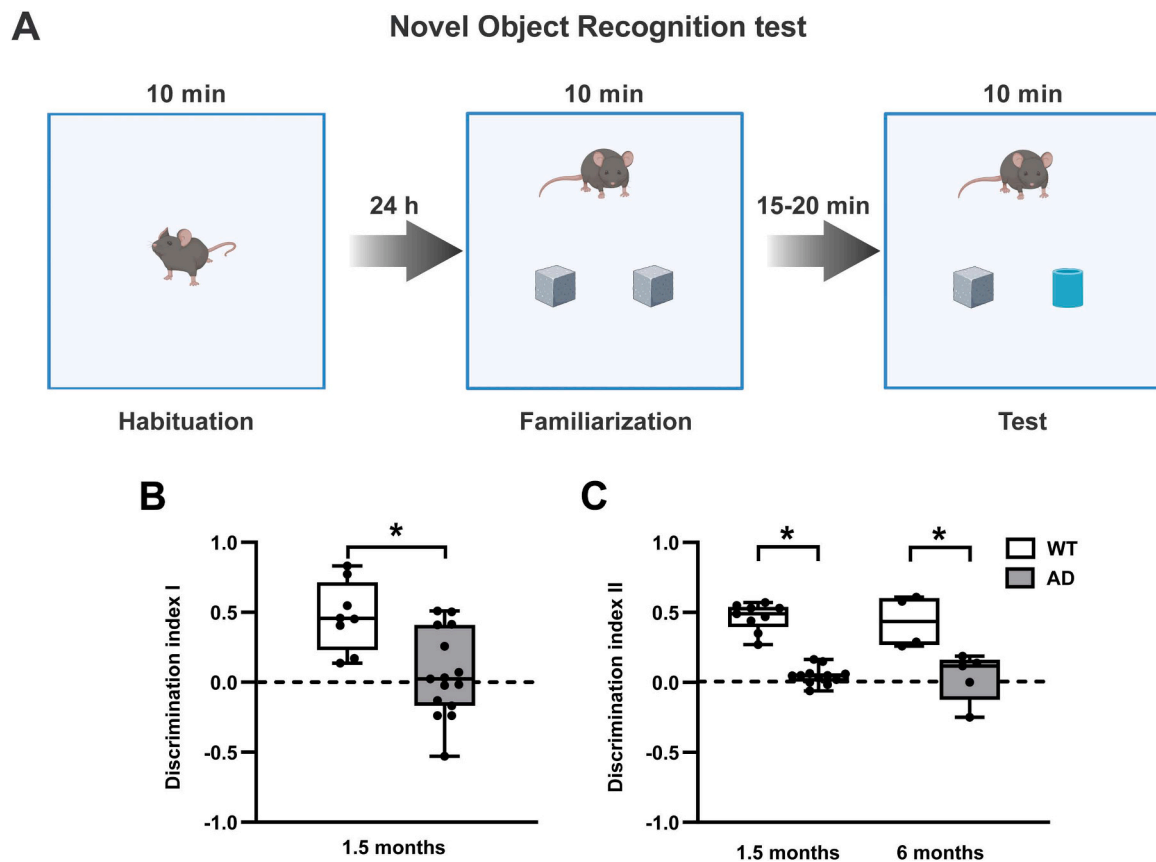 A
Novel Object Recognition test
10 min
10 min
10 min
24 h
15-20 min
Habituation
Familiarization
Test
B
*
1.0
0.5
0.0
-0.5
-1.0
Discrimination index I
1.5 months
C
*
*
WT
AD
1.0
0.5
0.0
-0.5
-1.0
Discrimination index II
1.5 months
6 months